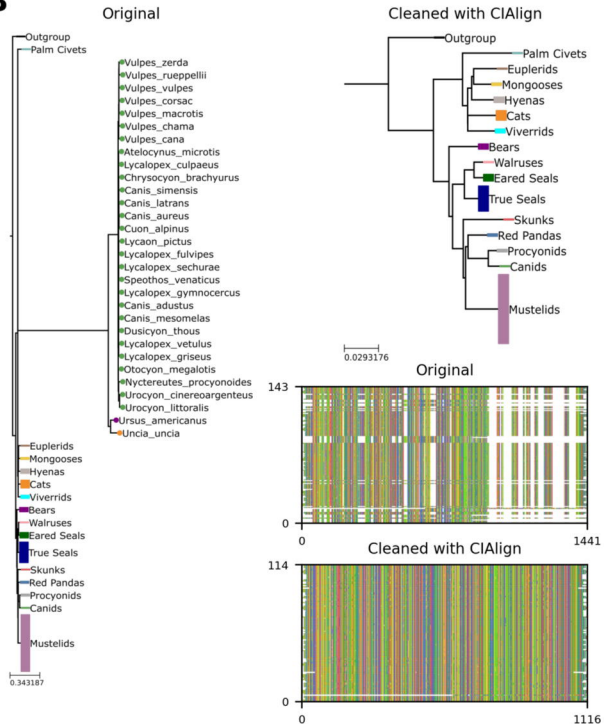 Original
Outgroup
Palm Civets
Vulpes_zerda
Vulpes_rueppellii
Vulpes_vulpes
Vulpes_corsac
Vulpes_macrotis
Vulpes_chama
Vulpes_cana
Atelocynus_microtis
Lycalopex_culpaeus
Chrysocyon_brachyurus
Canis_simensis
Canis_latrans
Canis_aureus
Cuon_alpinus
Lycaon_pictus
Lycalopex_fulvipes
Lycalopex_sechurae
Speothos_venaticus
Lycalopex_gymnocercus
Canis_adustus
Canis_mesomelas
Dusicyon_thous
Lycalopex_vetulus
Lycalopex_griseus
Otocyon_megalotis
Nyctereutes_procyonoides
Urocyon_cinereoargenteus
Urocyon_littoralis
Ursus_americanus
Uncia_uncia
Euplerids
Mongooses
Hyenas
Cats
Viverrids
Bears
Walruses
Eared Seals
True Seals
Skunks
Red Pandas
Procyonids
Canids
Mustelids
0.343187
Cleaned with CIAlign
Outgroup
Palm Civets
Euplerids
Mongooses
Hyenas
Cats
Viverrids
Bears
Walruses
Eared Seals
True Seals
Skunks
Red Pandas
Procyonids
Canids
Mustelids
0.0293176
Original
143
0
0 1441
Cleaned with CIAlign
114
0
0 1116